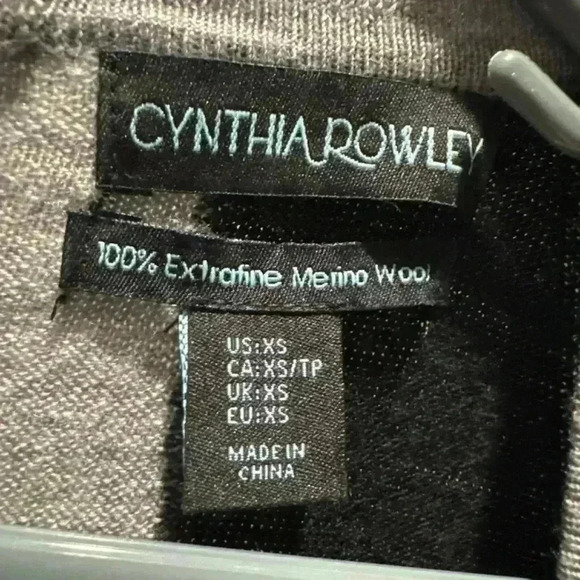 CYNTHIA ROWLEY
100% Extrafine Merino Wool
US:XS
CA:XS/TP
UK:XS
EU:XS
MADE IN
CHINA